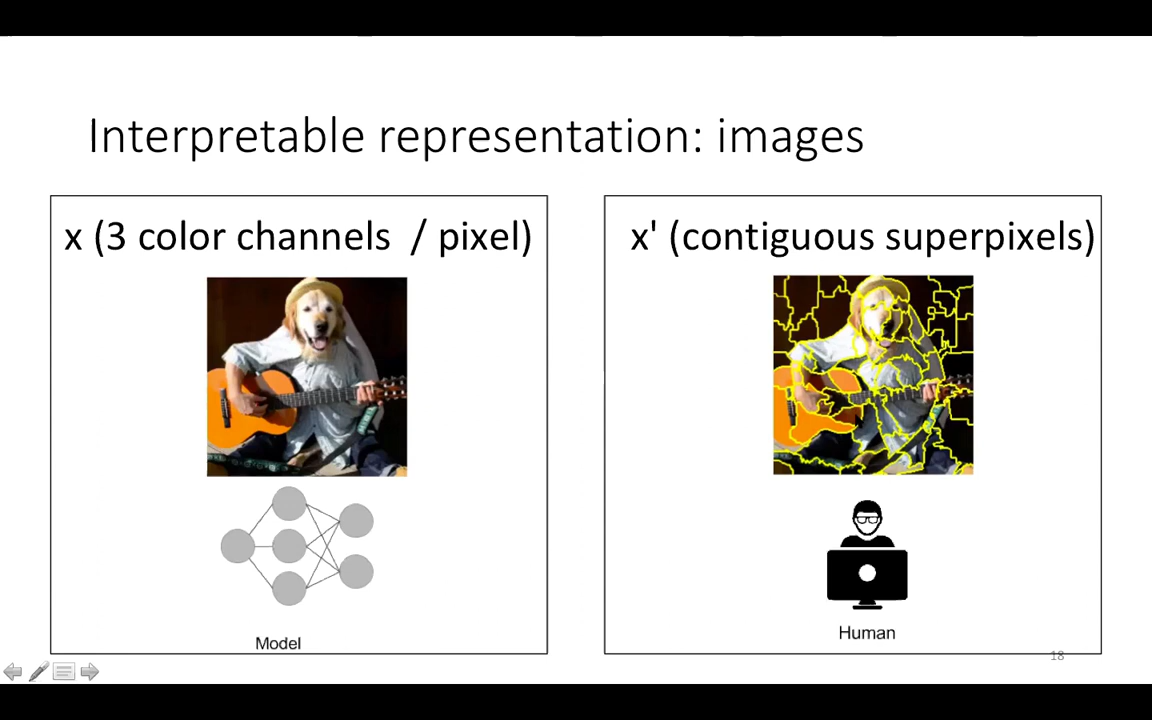 Interpretable representation: images
x (3 color channels / pixel)
Model
x' (contiguous superpixels)
Human
18